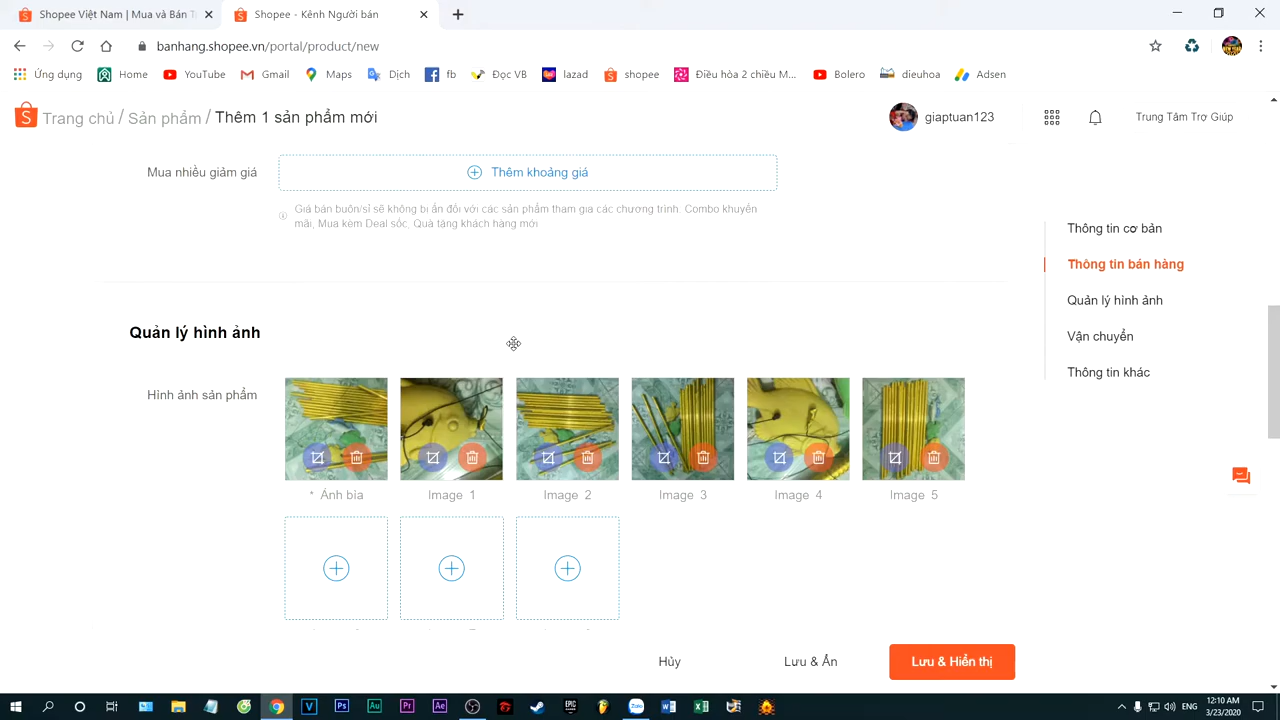 Shopee Việt Nam | Mua và Bán T
Shopee - Kênh Người bán
banhang.shopee.vn/portal/product/new
Ứng dụng
Home
YouTube
Gmail
Maps
Dịch
fb
Đọc VB
lazad
shopee
Điều hòa 2 chiều M...
Bolero
dieuhoa
Adsen
Trang chủ / Sản phẩm / Thêm 1 sản phẩm mới
giaptuan123
Trung Tâm Trợ Giúp
Mua nhiều giảm giá
Thêm khoảng giá
Giá bán buôn/sỉ sẽ không bị ẩn đối với các sản phẩm tham gia các chương trình. Combo khuyến
mãi, Mua kèm Deal sốc, Quà tặng khách hàng mới
Thông tin cơ bản
Thông tin bán hàng
Quản lý hình ảnh
Vận chuyển
Thông tin khác
Quản lý hình ảnh
Hình ảnh sản phẩm
* Ảnh bìa
Image 1
Image 2
Image 3
Image 4
Image 5
Hủy
Lưu & Ẩn
Lưu & Hiển thị
ENG
12:10 AM
3/23/2020